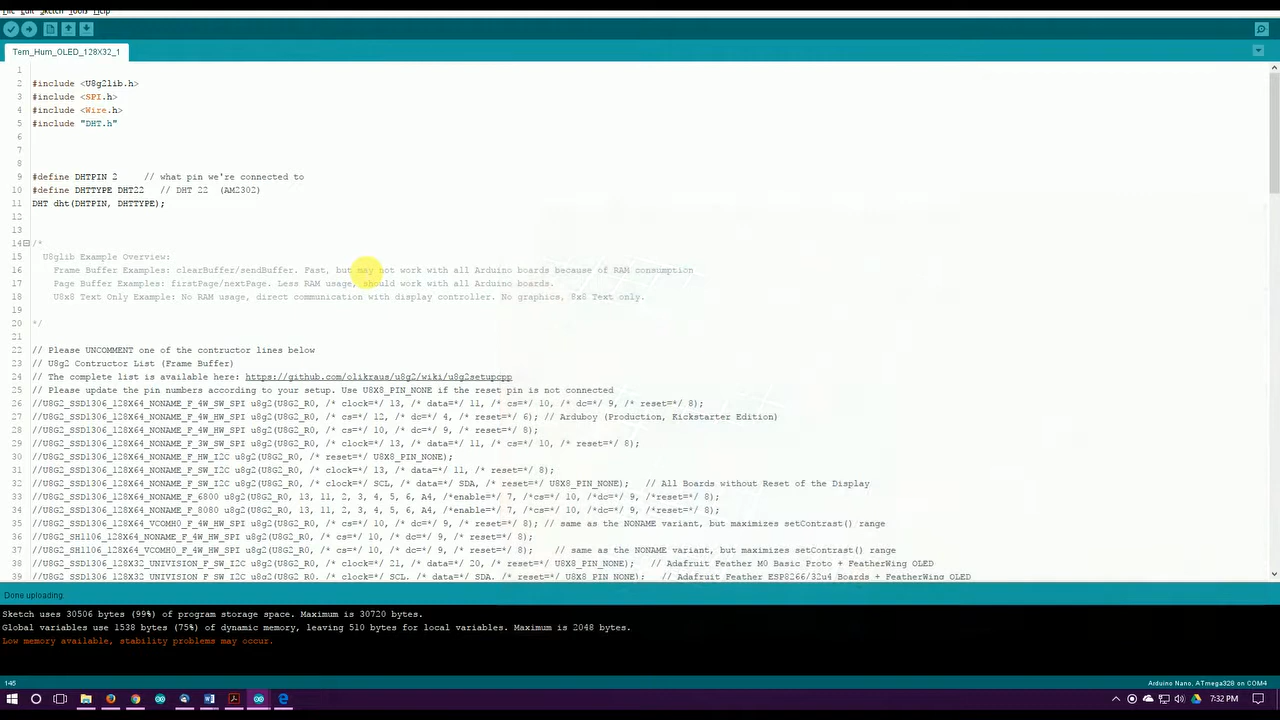 File Edit Sketch Tools Help
Tem_Hum_OLED_128X32_1
1
2 #include <U8g2lib.h>
3 #include <SPI.h>
4 #include <Wire.h>
5 #include "DHT.h"
6
7
8
9 #define DHTPIN 2 // what pin we're connected to
10 #define DHTTYPE DHT22 // DHT 22 (AM2302)
11 DHT dht(DHTPIN, DHTTYPE);
12
13
14 /*
15 U8glib Example Overview:
16 Frame Buffer Examples: clearBuffer/sendBuffer. Fast, but may not work with all Arduino boards because of RAM consumption
17 Page Buffer Examples: firstPage/nextPage. Less RAM usage, should work with all Arduino boards.
18 U8x8 Text Only Example: No RAM usage, direct communication with display controller. No graphics, 8x8 Text only.
19
20 */
21
22 // Please UNCOMMENT one of the contructor lines below
23 // U8g2 Contructor List (Frame Buffer)
24 // The complete list is available here: https://github.com/olikraus/u8g2/wiki/u8g2setupcpp
25 // Please update the pin numbers according to your setup. Use U8X8_PIN_NONE if the reset pin is not connected
26 //U8G2_SSD1306_128X64_NONAME_F_4W_SW_SPI u8g2(U8G2_R0, /* clock=*/ 13, /* data=*/ 11, /* cs=*/ 10, /* dc=*/ 9, /* reset=*/ 8);
27 //U8G2_SSD1306_128X64_NONAME_F_4W_HW_SPI u8g2(U8G2_R0, /* cs=*/ 12, /* dc=*/ 4, /* reset=*/ 6); // Arduboy (Production, Kickstarter Edition)
28 //U8G2_SSD1306_128X64_NONAME_F_4W_HW_SPI u8g2(U8G2_R0, /* cs=*/ 10, /* dc=*/ 9, /* reset=*/ 8);
29 //U8G2_SSD1306_128X64_NONAME_F_3W_SW_SPI u8g2(U8G2_R0, /* clock=*/ 13, /* data=*/ 11, /* cs=*/ 10, /* reset=*/ 8);
30 //U8G2_SSD1306_128X64_NONAME_F_HW_I2C u8g2(U8G2_R0, /* reset=*/ U8X8_PIN_NONE);
31 //U8G2_SSD1306_128X64_NONAME_F_SW_I2C u8g2(U8G2_R0, /* clock=*/ 13, /* data=*/ 11, /* reset=*/ 8);
32 //U8G2_SSD1306_128X64_NONAME_F_SW_I2C u8g2(U8G2_R0, /* clock=*/ SCL, /* data=*/ SDA, /* reset=*/ U8X8_PIN_NONE); // All Boards without Reset of the Display
33 //U8G2_SSD1306_128X64_NONAME_F_6800 u8g2(U8G2_R0, 13, 11, 2, 3, 4, 5, 6, A4, /*enable=*/ 7, /*cs=*/ 10, /*dc=*/ 9, /*reset=*/ 8);
34 //U8G2_SSD1306_128X64_NONAME_F_8080 u8g2(U8G2_R0, 13, 11, 2, 3, 4, 5, 6, A4, /*enable=*/ 7, /*cs=*/ 10, /*dc=*/ 9, /*reset=*/ 8);
35 //U8G2_SSD1306_128X64_VCOMH0_F_4W_HW_SPI u8g2(U8G2_R0, /* cs=*/ 10, /* dc=*/ 9, /* reset=*/ 8); // same as the NONAME variant, but maximizes setContrast() range
36 //U8G2_SH1106_128X64_NONAME_F_4W_HW_SPI u8g2(U8G2_R0, /* cs=*/ 10, /* dc=*/ 9, /* reset=*/ 8);
37 //U8G2_SH1106_128X64_VCOMH0_F_4W_HW_SPI u8g2(U8G2_R0, /* cs=*/ 10, /* dc=*/ 9, /* reset=*/ 8); // same as the NONAME variant, but maximizes setContrast() range
38 //U8G2_SSD1306_128X32_UNIVISION_F_SW_I2C u8g2(U8G2_R0, /* clock=*/ 21, /* data=*/ 20, /* reset=*/ U8X8_PIN_NONE); // Adafruit Feather M0 Basic Proto + FeatherWing OLED
39 //U8G2_SSD1306_128X32_UNIVISION_F_SW_I2C u8g2(U8G2_R0, /* clock=*/ SCL, /* data=*/ SDA, /* reset=*/ U8X8_PIN_NONE); // Adafruit Feather ESP8266/32u4 Boards + FeatherWing OLED
Done uploading.
Sketch uses 30506 bytes (99%) of program storage space. Maximum is 30720 bytes.
Global variables use 1538 bytes (75%) of dynamic memory, leaving 510 bytes for local variables. Maximum is 2048 bytes.
Low memory available, stability problems may occur.
145 Arduino Nano, ATmega328 on COM4
7:32 PM